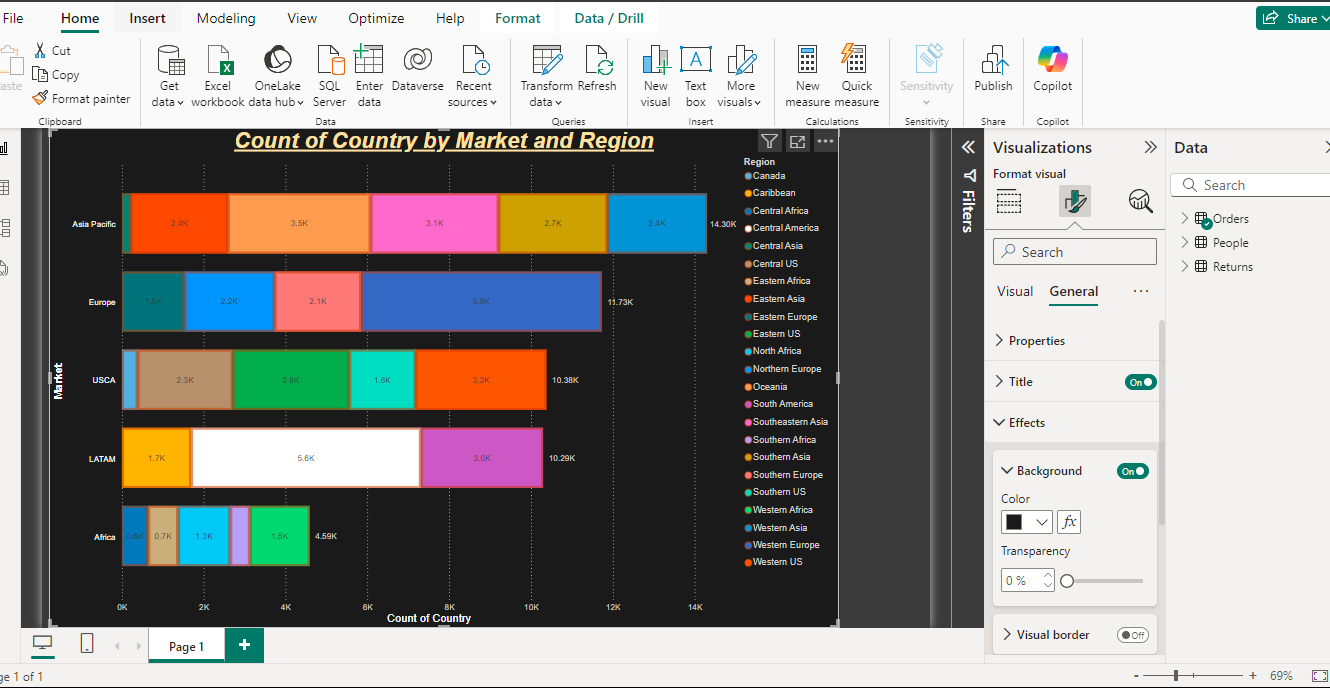 File Home Insert Modeling View Optimize Help Format Data / Drill Share
Cut
Copy
Format painter
Clipboard
Get data
Excel workbook
OneLake data hub
SQL Server
Enter data
Dataverse
Recent sources
Data
Transform data
Refresh
Queries
New visual
Text box
More visuals
Insert
New measure
Quick measure
Calculations
Sensitivity
Sensitivity
Publish
Share
Copilot
Copilot
Count of Country by Market and Region
Market
Asia Pacific 2.4K 3.5K 3.1K 2.7K 2.4K 14.30K
Europe 1.5K 2.2K 2.1K 5.9K 11.73K
USCA 2.3K 2.8K 1.6K 3.2K 10.38K
LATAM 1.7K 5.6K 3.0K 10.29K
Africa 0.6K 0.7K 1.3K 1.5K 4.59K
0K 2K 4K 6K 8K 10K 12K 14K
Count of Country
Region
Canada
Caribbean
Central Africa
Central America
Central Asia
Central US
Eastern Africa
Eastern Asia
Eastern Europe
Eastern US
North Africa
Northern Europe
Oceania
South America
Southeastern Asia
Southern Africa
Southern Asia
Southern Europe
Southern US
Western Africa
Western Asia
Western Europe
Western US
Filters
Visualizations
Format visual
Search
Visual General ...
Properties
Title On
Effects
Background On
Color
fx
Transparency
0 %
Visual border Off
Data
Search
Orders
People
Returns
Page 1 +
1 of 1
- + 69%